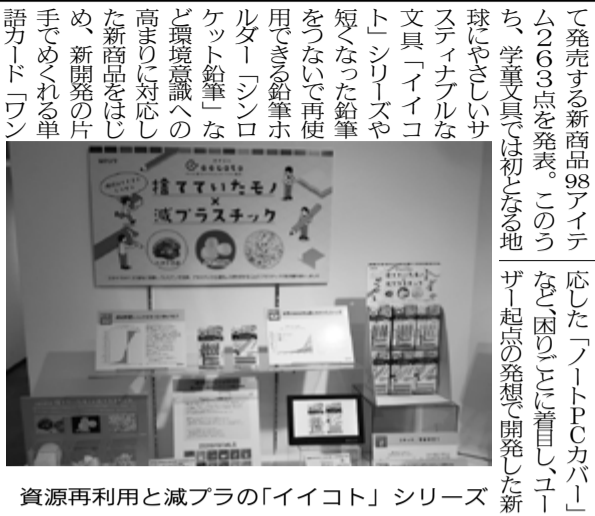 て発売する新商品98アイテ
ム263点を発表。このう
ち、学童文具では初となる地
球にやさしいサ
スティナブルな
文具「イイコ
ト」シリーズや
短くなった鉛筆
をつないで再使
用できる鉛筆ホ
ルダー「シンロ
ケット鉛筆」な
ど環境意識への
高まりに対応し
た新商品をはじ
め、新開発の片
手でめくれる単
語カード「ワン
応した「ノートPCカバー」
など、困りごとに着目し、ユー
ザー起点の発想で開発した新
捨てていたモノ
×
減プラスチック
資源再利用と減プラの「イイコト」シリーズ